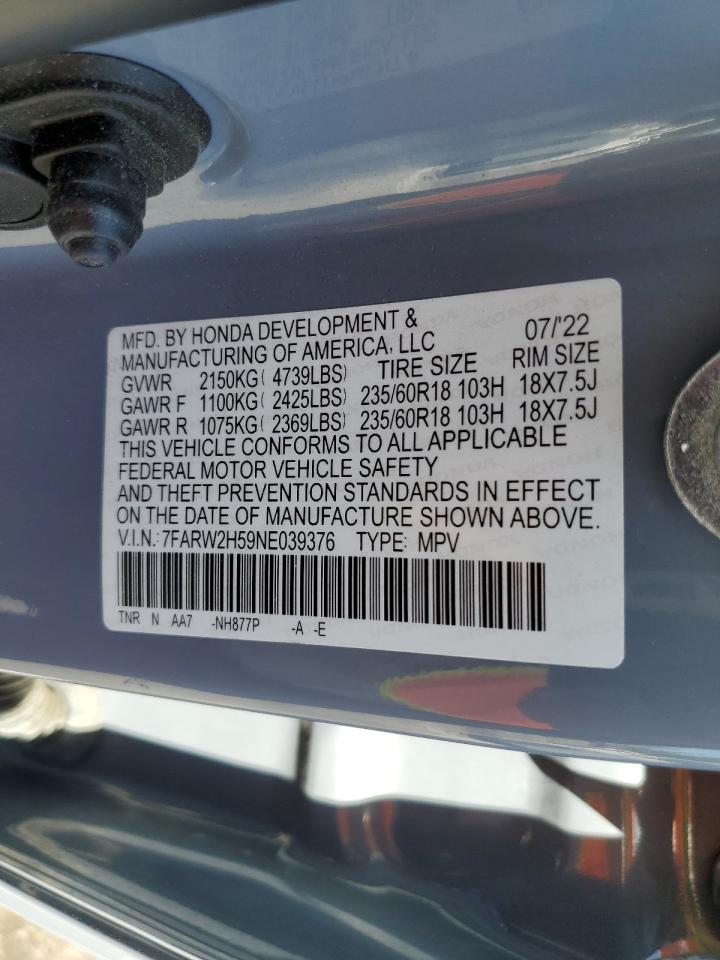 MFD. BY HONDA DEVELOPMENT & 07/'22
MANUFACTURING OF AMERICA, LLC
TIRE SIZE RIM SIZE
GVWR 2150KG( 4739LBS)
GAWR F 1100KG( 2425LBS) 235/60R18 103H 18X7.5J
GAWR R 1075KG( 2369LBS) 235/60R18 103H 18X7.5J
THIS VEHICLE CONFORMS TO ALL APPLICABLE
FEDERAL MOTOR VEHICLE SAFETY
AND THEFT PREVENTION STANDARDS IN EFFECT
ON THE DATE OF MANUFACTURE SHOWN ABOVE.
V.I.N.: 7FARW2H59NE039376 TYPE: MPV
TNR N AA7 -NH877P -A -E